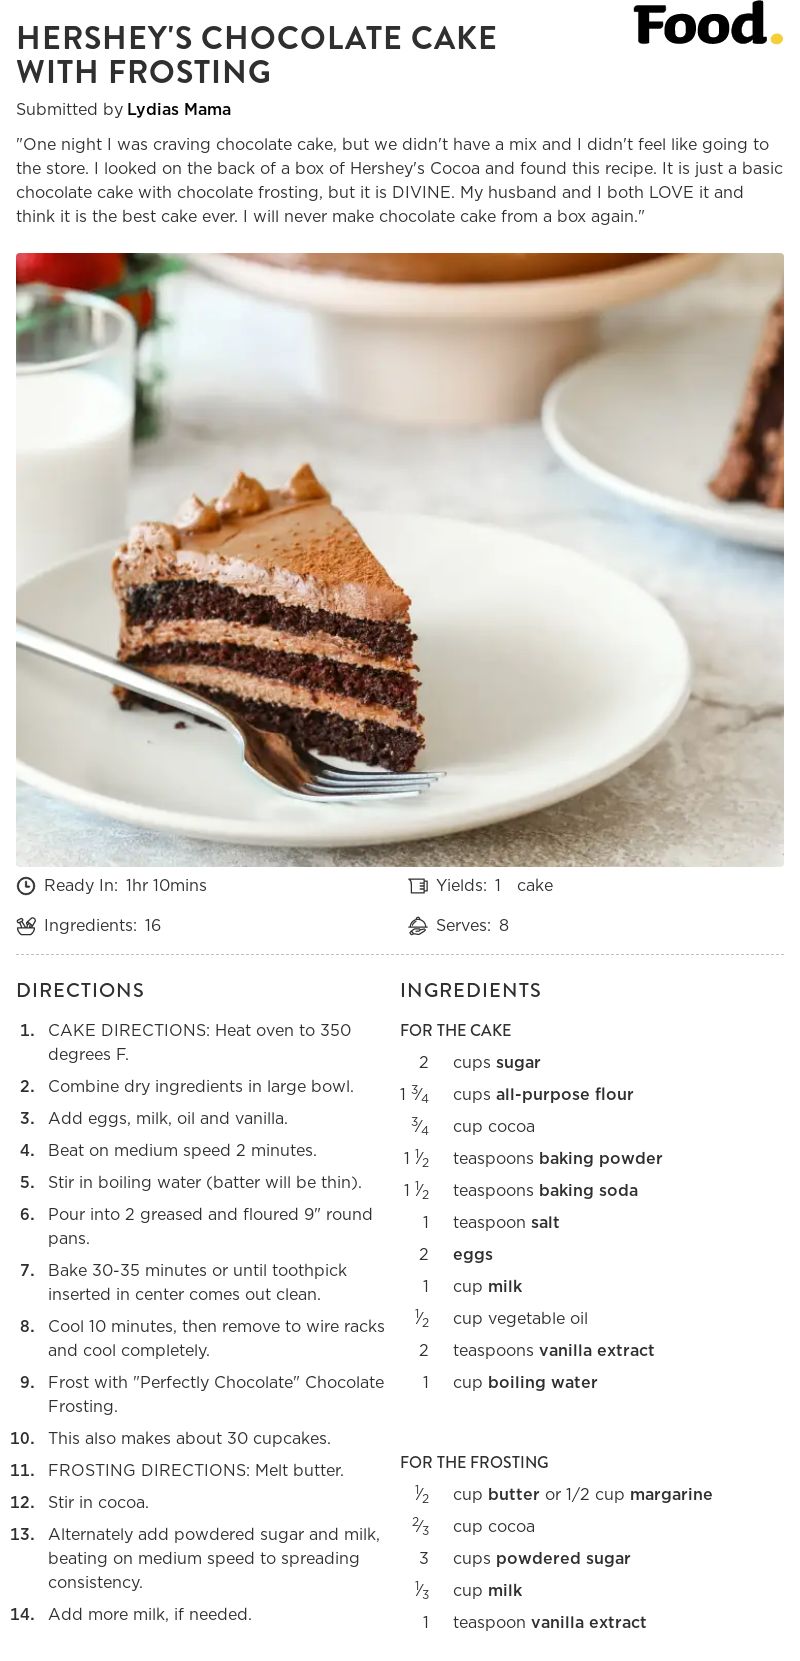 HERSHEY'S CHOCOLATE CAKE
WITH FROSTING
Food.
Submitted by Lydias Mama
"One night I was craving chocolate cake, but we didn't have a mix and I didn't feel like going to
the store. I looked on the back of a box of Hershey's Cocoa and found this recipe. It is just a basic
chocolate cake with chocolate frosting, but it is DIVINE. My husband and I both LOVE it and
think it is the best cake ever. I will never make chocolate cake from a box again."
Ready In: 1hr 10mins
Yields: 1 cake
Ingredients: 16
Serves: 8
DIRECTIONS
1. CAKE DIRECTIONS: Heat oven to 350
degrees F.
2. Combine dry ingredients in large bowl.
3. Add eggs, milk, oil and vanilla.
4. Beat on medium speed 2 minutes.
5. Stir in boiling water (batter will be thin).
6. Pour into 2 greased and floured 9" round
pans.
7. Bake 30-35 minutes or until toothpick
inserted in center comes out clean.
8. Cool 10 minutes, then remove to wire racks
and cool completely.
9. Frost with "Perfectly Chocolate" Chocolate
Frosting.
10. This also makes about 30 cupcakes.
11. FROSTING DIRECTIONS: Melt butter.
12. Stir in cocoa.
13. Alternately add powdered sugar and milk,
beating on medium speed to spreading
consistency.
14. Add more milk, if needed.
INGREDIENTS
FOR THE CAKE
2 cups sugar
1 3⁄4 cups all-purpose flour
3⁄4 cup cocoa
1 1⁄2 teaspoons baking powder
1 1⁄2 teaspoons baking soda
1 teaspoon salt
2 eggs
1 cup milk
1⁄2 cup vegetable oil
2 teaspoons vanilla extract
1 cup boiling water
FOR THE FROSTING
1⁄2 cup butter or 1/2 cup margarine
2⁄3 cup cocoa
3 cups powdered sugar
1⁄3 cup milk
1 teaspoon vanilla extract